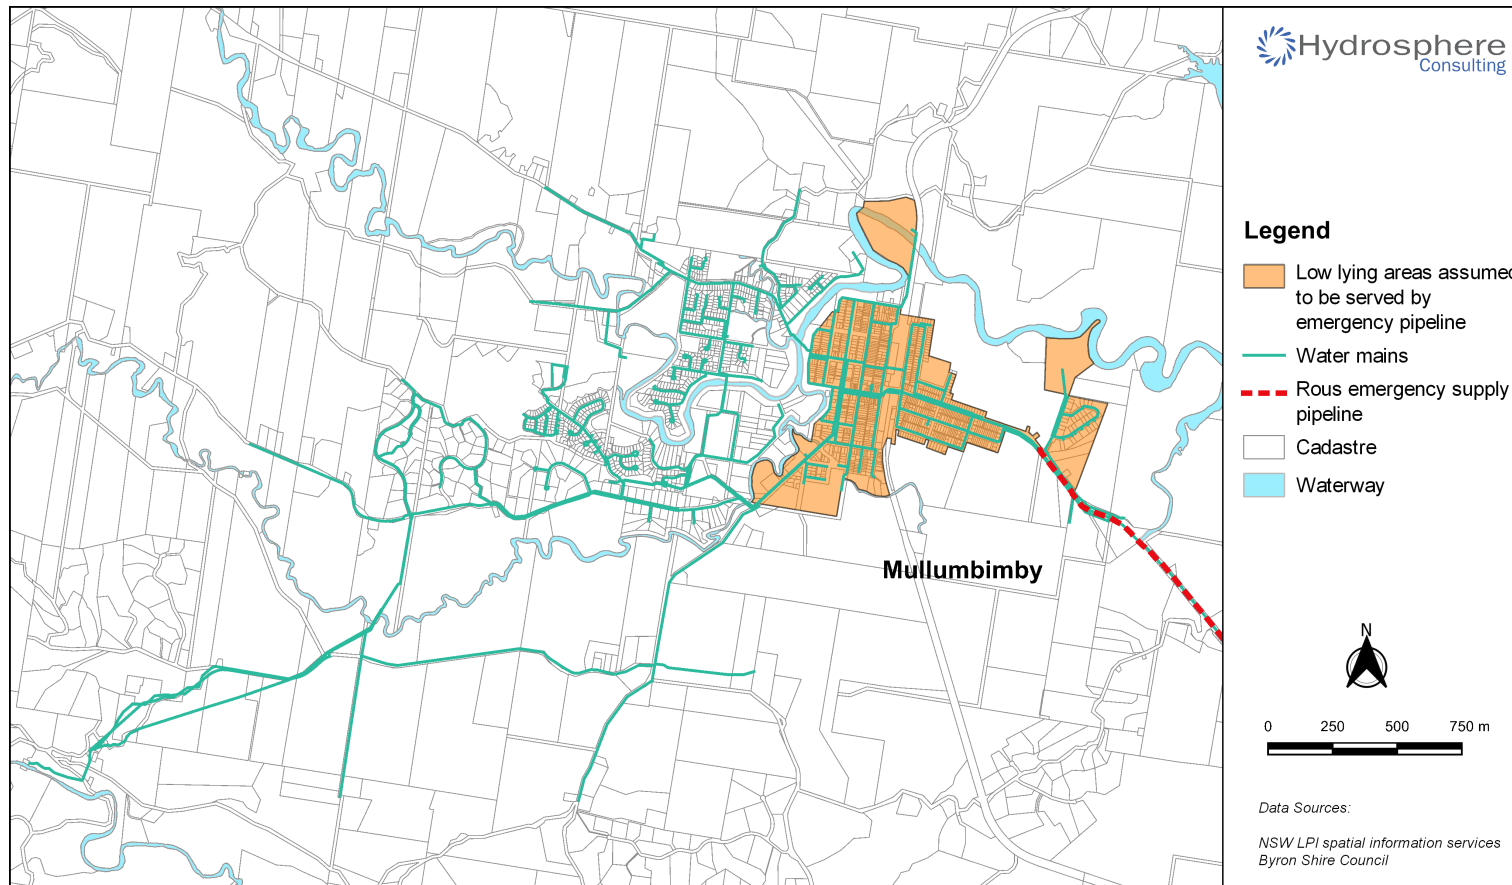 Hydrosphere
Consulting
Legend
Low lying areas assumed
to be served by
emergency pipeline
Water mains
Rous emergency supply
pipeline
Cadastre
Waterway
Mullumbimby
N
0 250 500 750 m
Data Sources:
NSW LPI spatial information services
Byron Shire Council